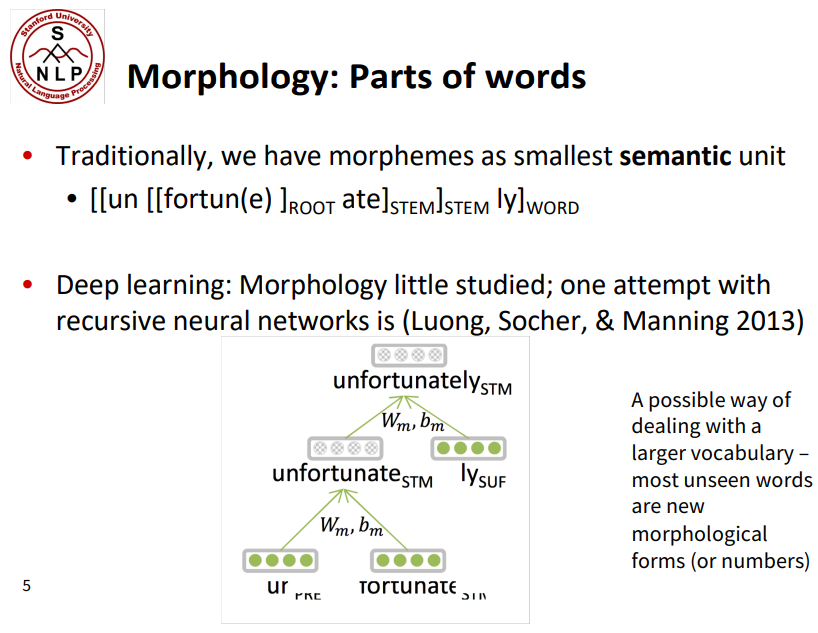 Stanford University
S
NLP
Natural Language Processing
Morphology: Parts of words
• Traditionally, we have morphemes as smallest semantic unit
• [[un [[fortun(e) ]ROOT ate]STEM]STEM ly]WORD
• Deep learning: Morphology little studied; one attempt with
recursive neural networks is (Luong, Socher, & Manning 2013)
unfortunatelySTM
Wm, bm
unfortunateSTM lySUF
Wm, bm
A possible way of
dealing with a
larger vocabulary –
most unseen words
are new
morphological
forms (or numbers)
5